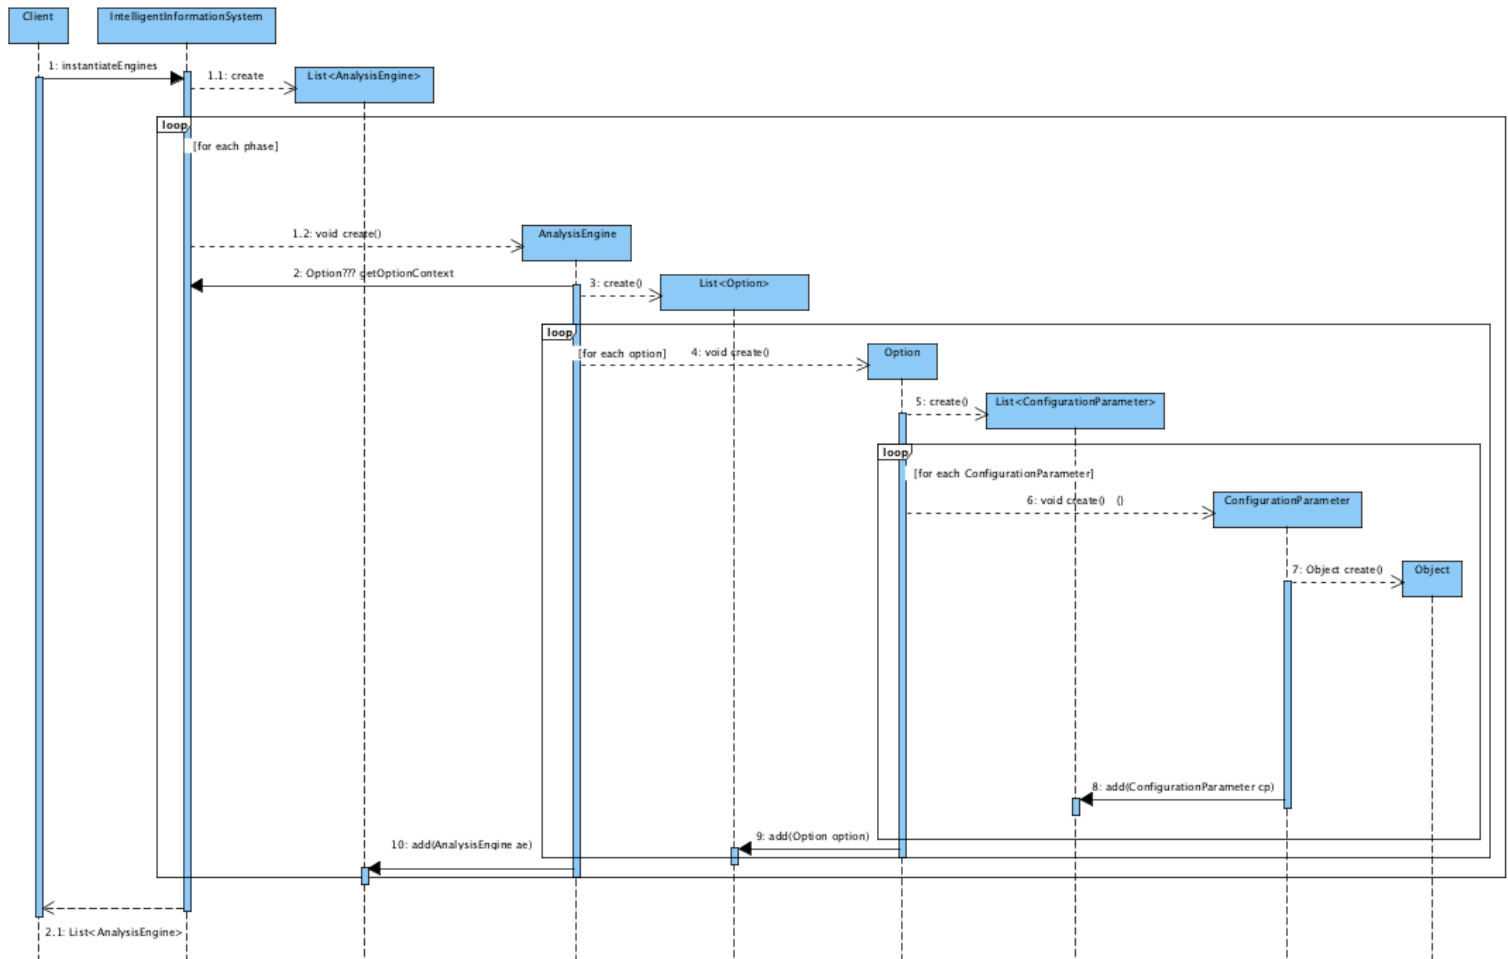 Client
IntelligentInformationSystem
1: instantiateEngines
1.1: create
List<AnalysisEngine>
loop
[for each phase]
1.2: void create()
AnalysisEngine
2: Option??? getOptionContext
3: create()
List<Option>
loop
[for each option]
4: void create()
Option
5: create()
List<ConfigurationParameter>
loop
[for each ConfigurationParameter]
6: void create() {}
ConfigurationParameter
7: Object create()
Object
8: add(ConfigurationParameter cp)
9: add(Option option)
10: add(AnalysisEngine ae)
2.1: List<AnalysisEngine>